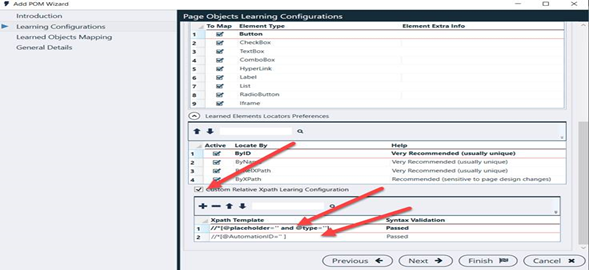 Add POM Wizard
Introduction
Learning Configurations
Learned Objects Mapping
General Details
Page Objects Learning Configurations
To Map Element Type Element Extra Info
1 Button
2 CheckBox
3 TextBox
4 ComboBox
5 HyperLink
6 Label
7 List
8 RadioButton
9 Iframe
Learned Elements Locators Preferences
Active Locate By Help
1 ByID Very Recommended (usually unique)
2 ByName Very Recommended (usually unique)
3 XPath Very Recommended (usually unique)
4 ByXPath Recommended (sensitive to page design changes)
Custom Relative Xpath Learing Configuration
Xpath Template Syntax Validation
1 //*[@placeholder='' and @type=''] Passed
2 //*[@AutomationID='' ] Passed
Previous Next Finish Cancel